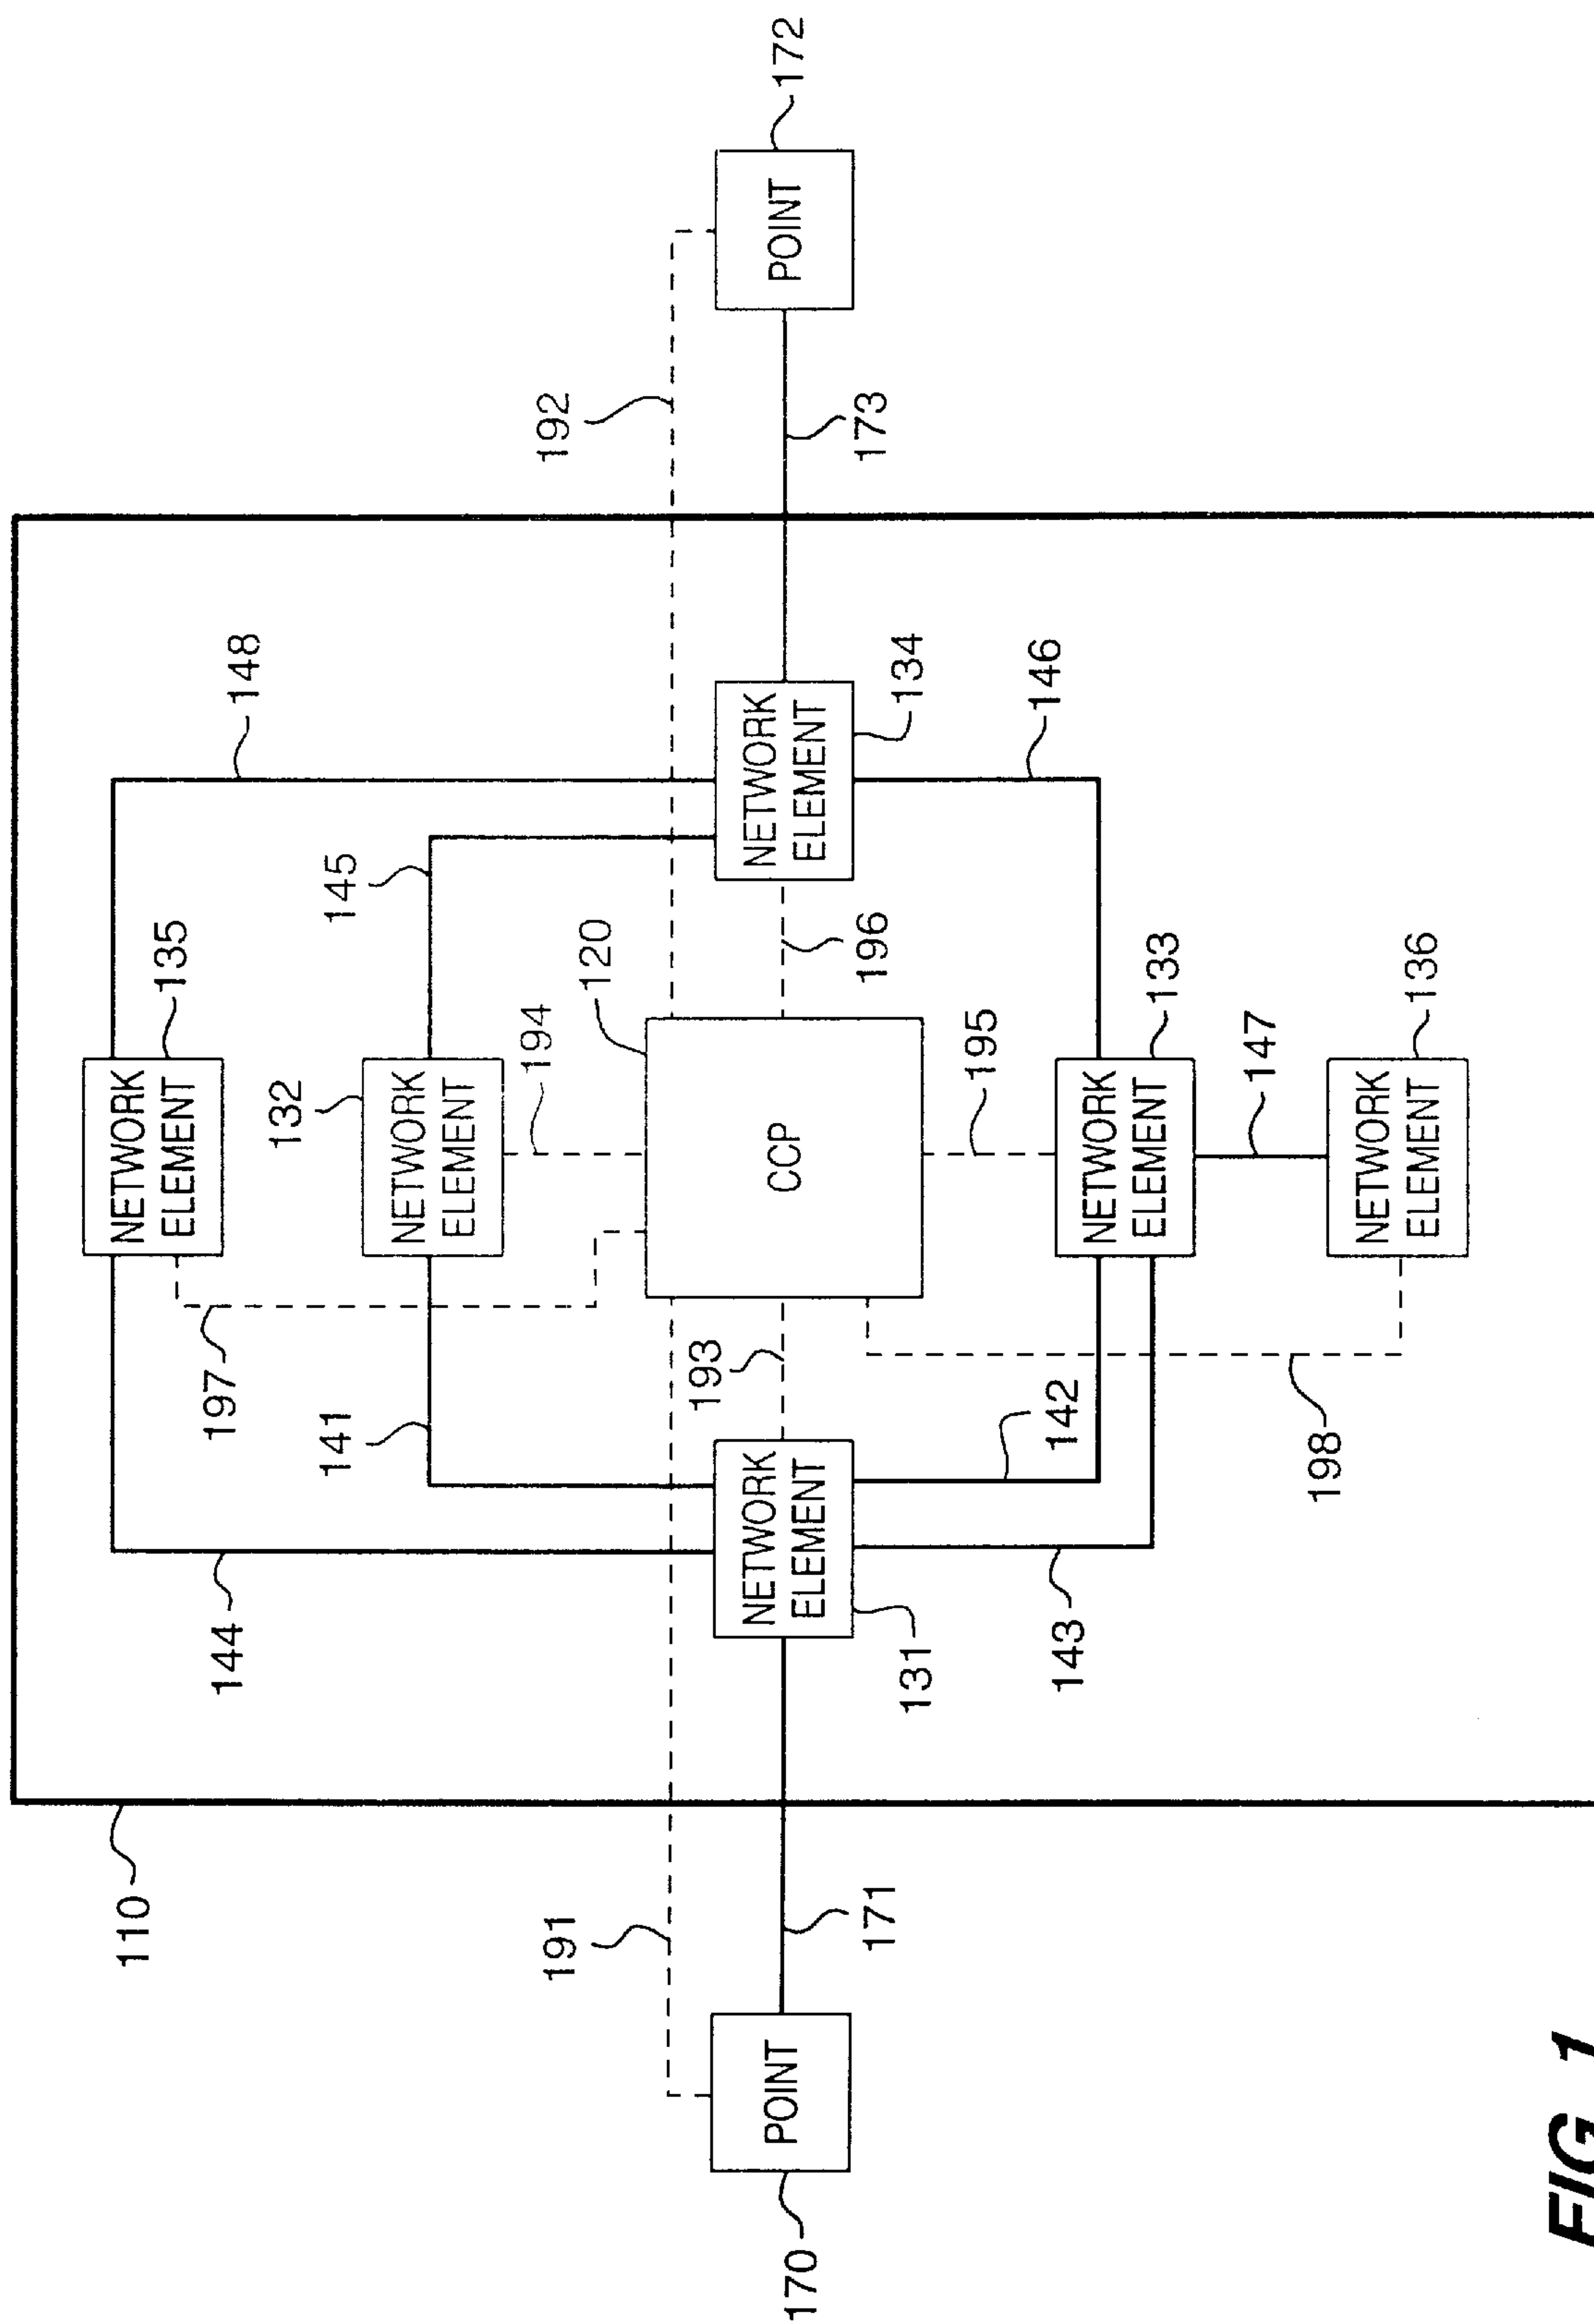 110
144
148
NETWORK
ELEMENT
135
197
141
132
NETWORK
ELEMENT
145
194
191
192
120
193
CCP
196
170
POINT
171
NETWORK
ELEMENT
131
NETWORK
ELEMENT
134
173
POINT
172
195
143
142
NETWORK
ELEMENT
133
146
147
198
NETWORK
ELEMENT
136
FIG. 1